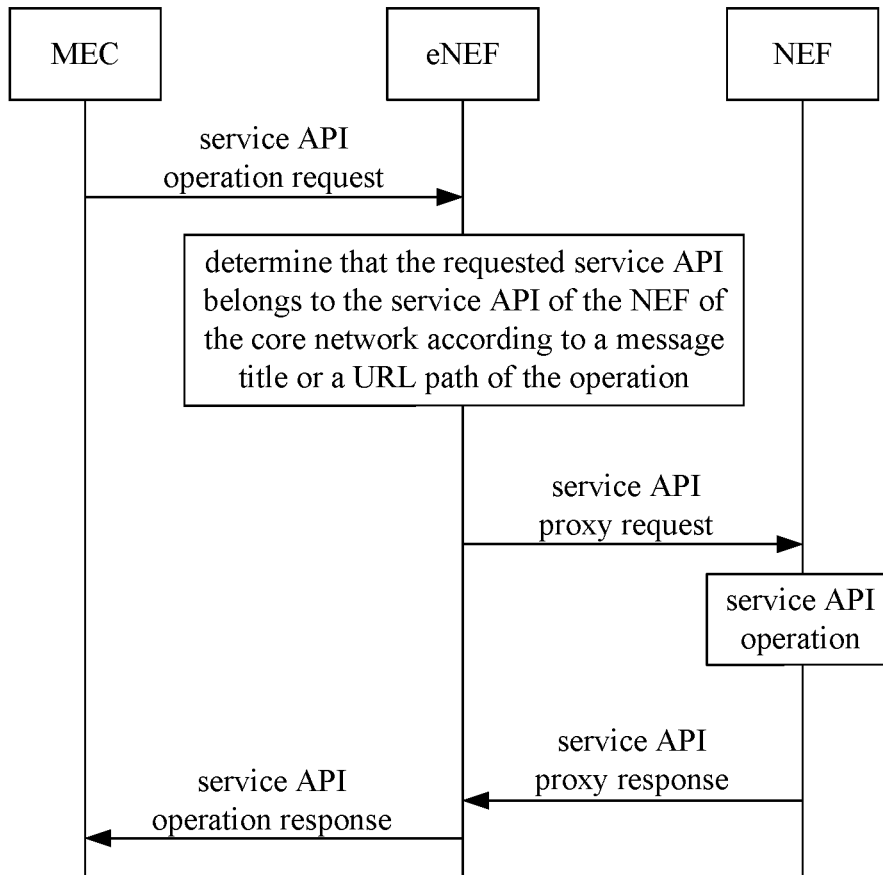 MEC
eNEF
NEF
service API
operation request
determine that the requested service API
belongs to the service API of the NEF of
the core network according to a message
title or a URL path of the operation
service API
proxy request
service API
operation
service API
proxy response
service API
operation response